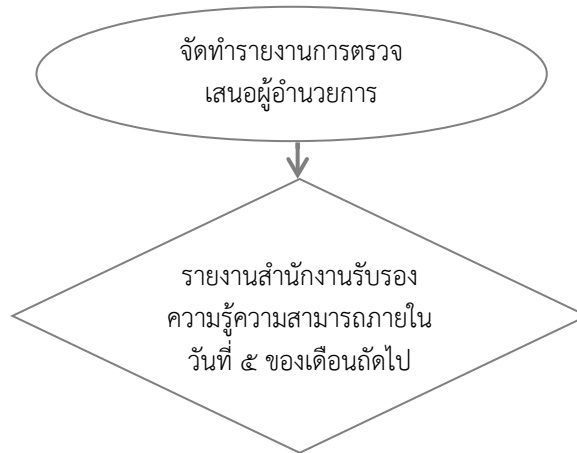 จัดทำรายงานการตรวจ
เสนอผู้อำนวยการ
รายงานสำนักงานรับรอง
ความรู้ความสามารถภายใน
วันที่ ๕ ของเดือนถัดไป